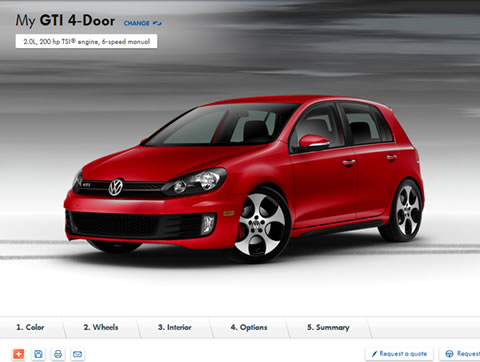 My GTI 4-Door CHANGE
2.0L, 200 hp TSI® engine, 6-speed manual
GTI
1. Color 2. Wheels 3. Interior 4. Options 5. Summary
Request a quote Request